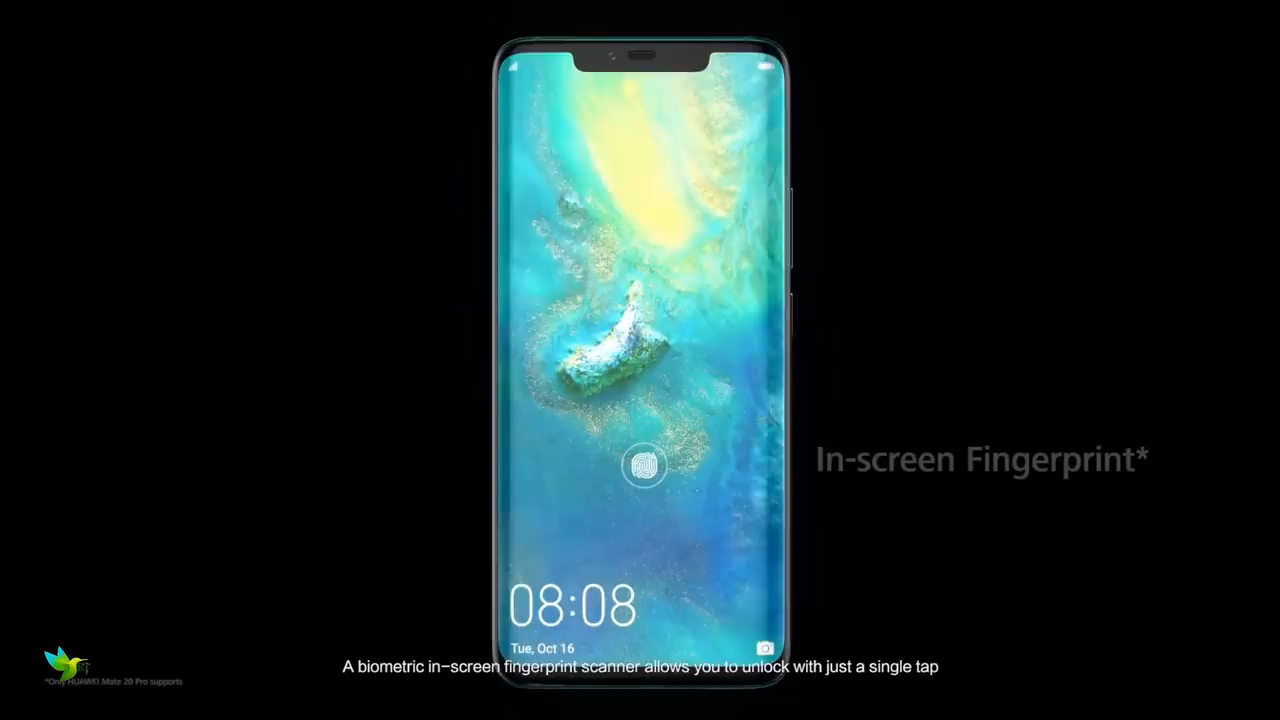 In-screen Fingerprint*
08:08
Tue, Oct 16
A biometric in-screen fingerprint scanner allows you to unlock with just a single tap
*Only HUAWEI Mate 20 Pro supports